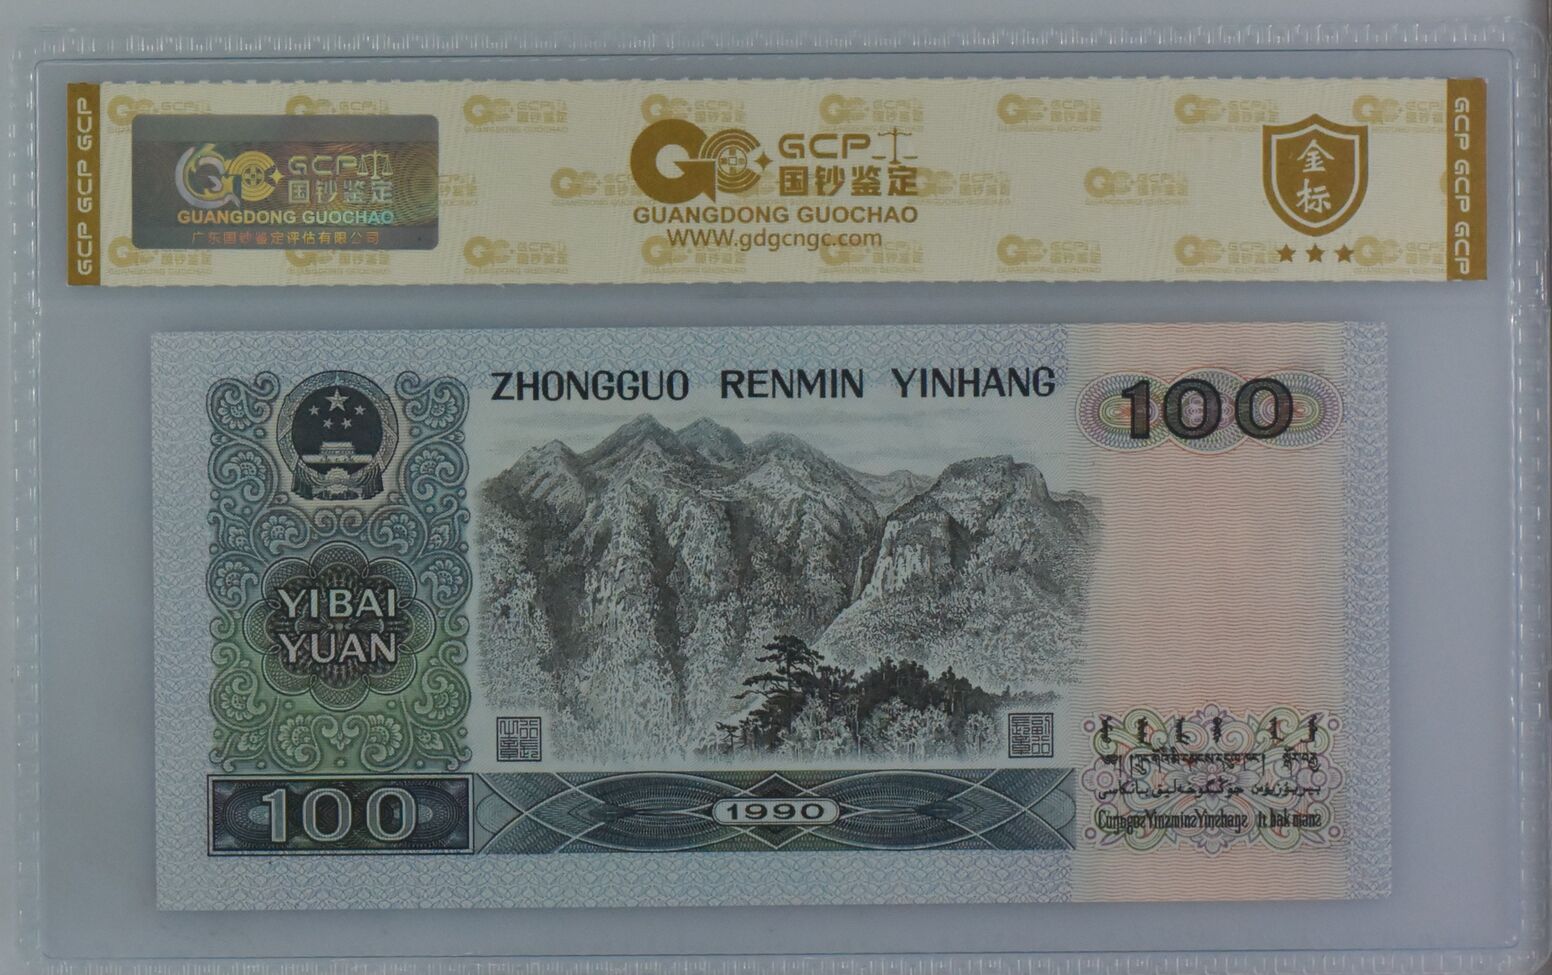 GCP GCP GCP
GCP
国钞鉴定
GUANGDONG GUOCHAO
广东国钞鉴定评估有限公司
GCP
国钞鉴定
GUANGDONG GUOCHAO
WWW.gdgcngc.com
金
标
GCP GCP GCP
ZHONGGUO RENMIN YINHANG
100
YI BAI
YUAN
100
1990